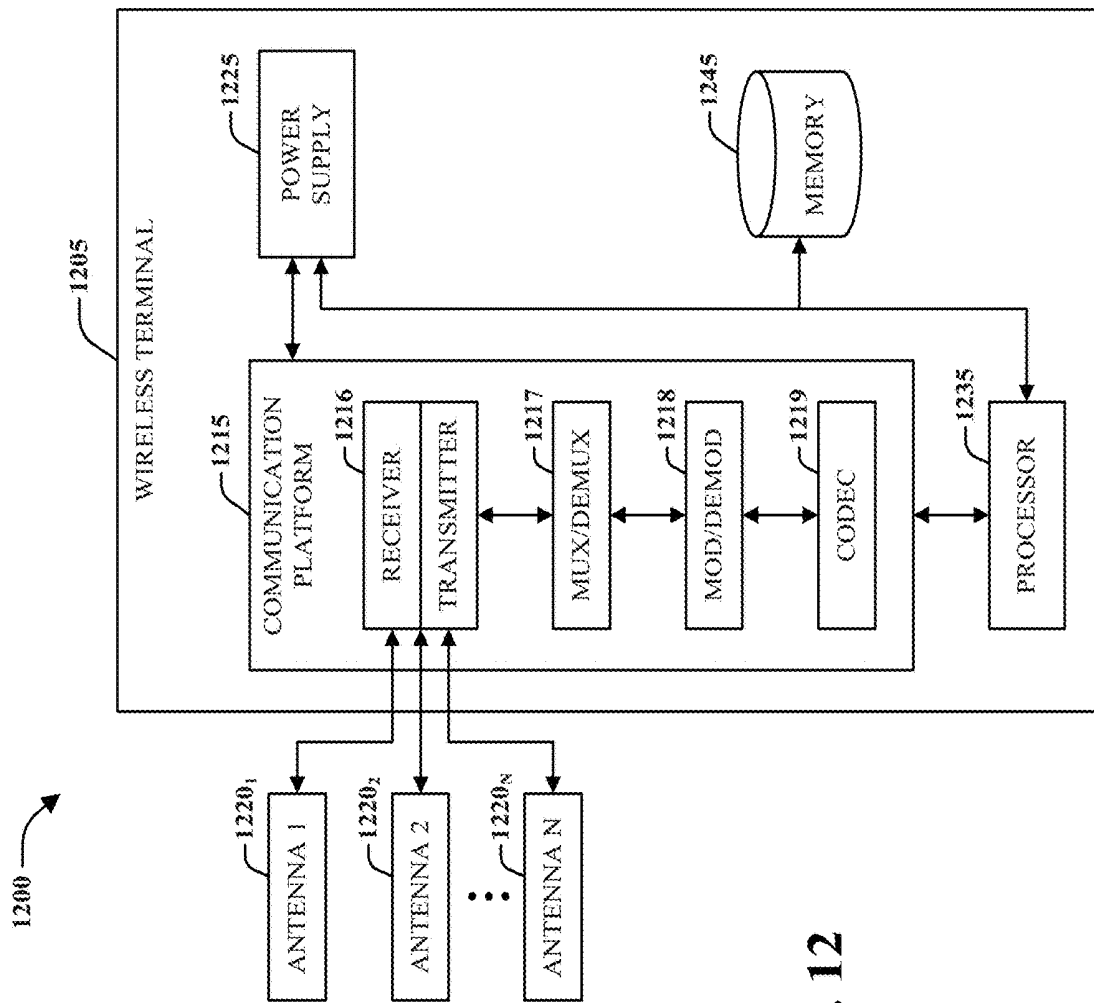 1200
1220₁
ANTENNA 1
1220₂
ANTENNA 2
1220ₙ
ANTENNA N
1205
WIRELESS TERMINAL
1215
COMMUNICATION
PLATFORM
1216
RECEIVER
TRANSMITTER
1217
MUX/DEMUX
1218
MOD/DEMOD
1219
CODEC
1225
POWER
SUPPLY
1235
PROCESSOR
1245
MEMORY
. 12